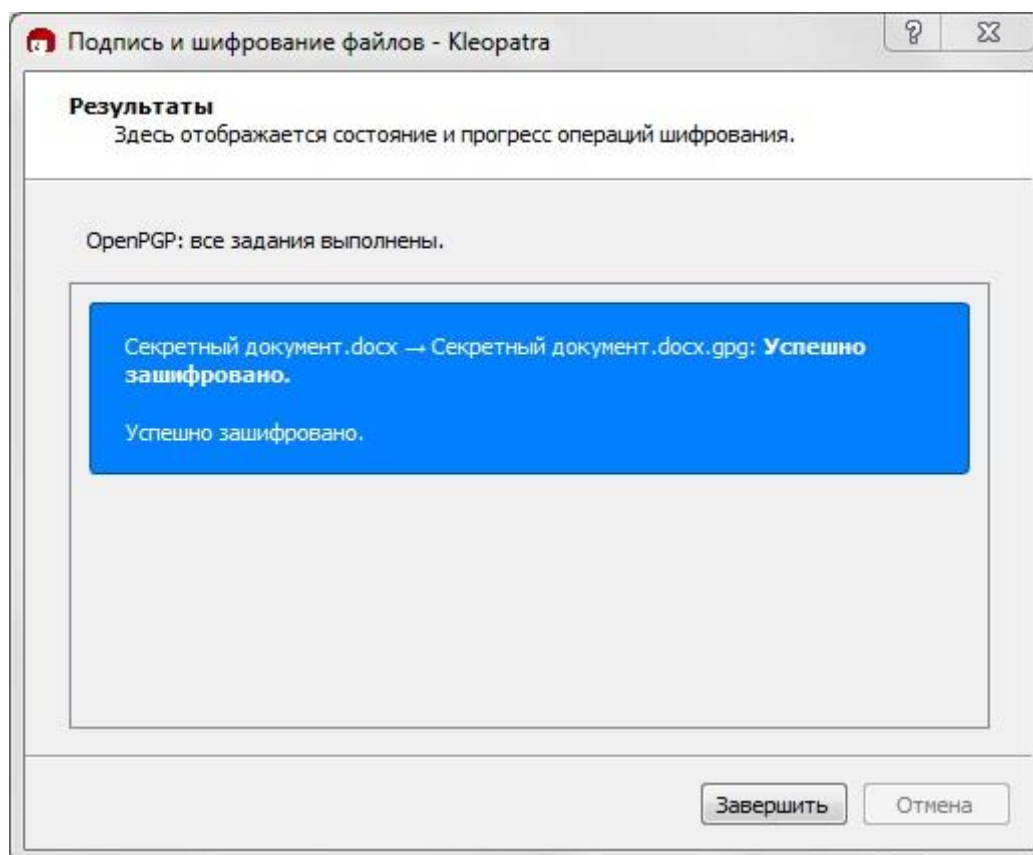 Подпись и шифрование файлов - Kleopatra
Результаты
Здесь отображается состояние и прогресс операций шифрования.
OpenPGP: все задания выполнены.
Секретный документ.docx → Секретный документ.docx.gpg: Успешно
зашифровано.
Успешно зашифровано.
Завершить
Отмена